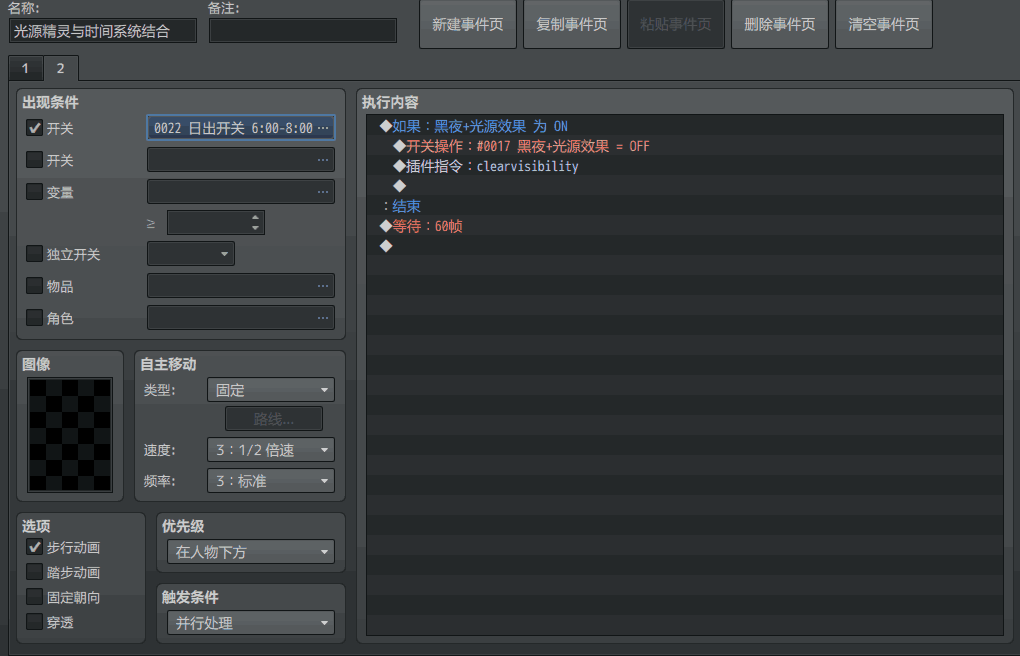 名称:
备注:
光源精灵与时间系统结合
新建事件页
复制事件页
粘贴事件页
删除事件页
清空事件页
1
2
出现条件
开关
0022 日出开关 6:00-8:00 ...
开关
...
变量
...
≥
独立开关
物品
...
角色
...
图像
自主移动
类型:
固定
路线...
速度:
3：1/2 倍速
频率:
3：标准
选项
步行动画
踏步动画
固定朝向
穿透
优先级
在人物下方
触发条件
并行处理
执行内容
◆如果：黑夜+光源效果 为 ON
◆开关操作：#0017 黑夜+光源效果 = OFF
◆插件指令：clearvisibility
◆
：结束
◆等待：60帧
◆